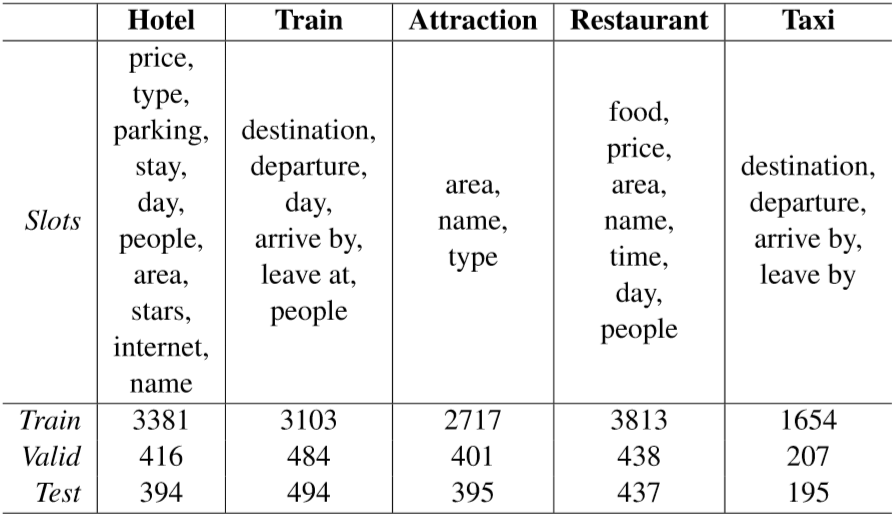 Hotel Train Attraction Restaurant Taxi
Slots
price,
type,
parking,
stay,
day,
people,
area,
stars,
internet,
name
destination,
departure,
day,
arrive by,
leave at,
people
area,
name,
type
food,
price,
area,
name,
time,
day,
people
destination,
departure,
arrive by,
leave by
Train 3381 3103 2717 3813 1654
Valid 416 484 401 438 207
Test 394 494 395 437 195